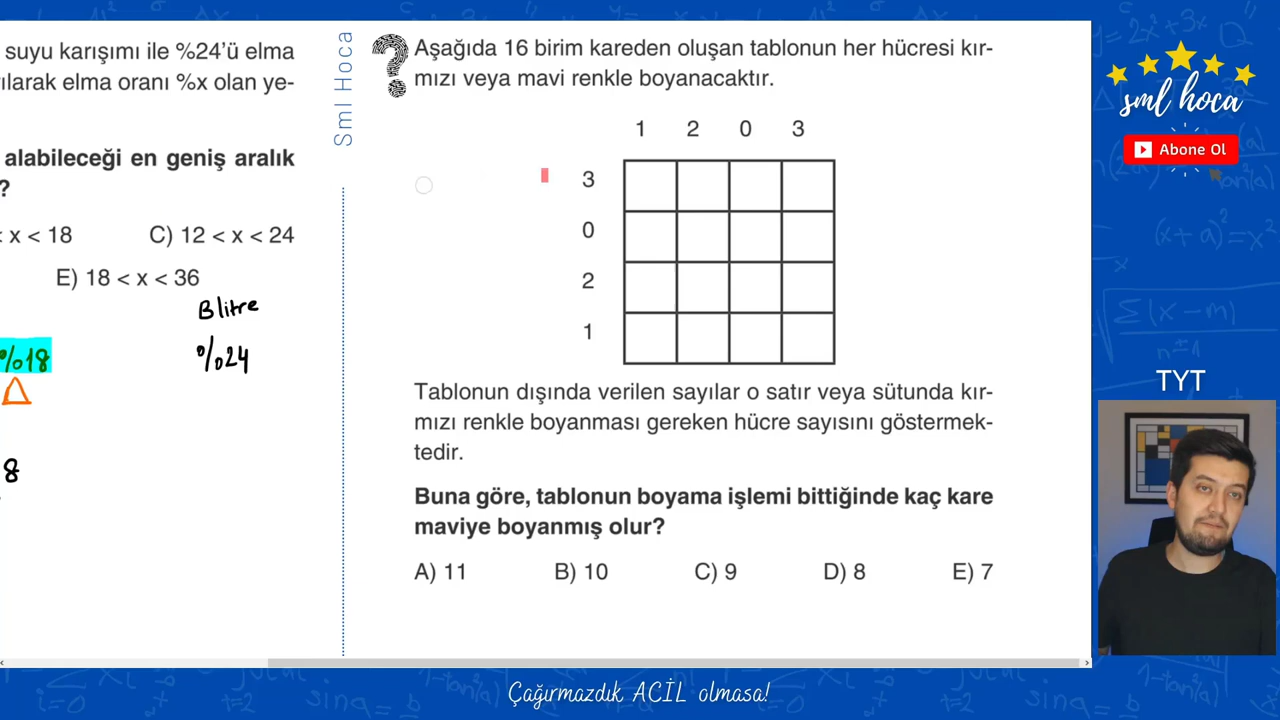 suyu karışımı ile %24'ü elma
ılarak elma oranı %x olan ye-
alabileceği en geniş aralık
?
< x < 18 C) 12 < x < 24
E) 18 < x < 36
B litre
%18 %24
8
Sml Hoca
? Aşağıda 16 birim kareden oluşan tablonun her hücresi kır-
mızı veya mavi renkle boyanacaktır.
1 2 0 3
3
0
2
1
Tablonun dışında verilen sayılar o satır veya sütunda kır-
mızı renkle boyanması gereken hücre sayısını göstermek-
tedir.
Buna göre, tablonun boyama işlemi bittiğinde kaç kare
maviye boyanmış olur?
A) 11 B) 10 C) 9 D) 8 E) 7
sml hoca
Abone Ol
TYT
Çağırmazdık ACİL olmasa!